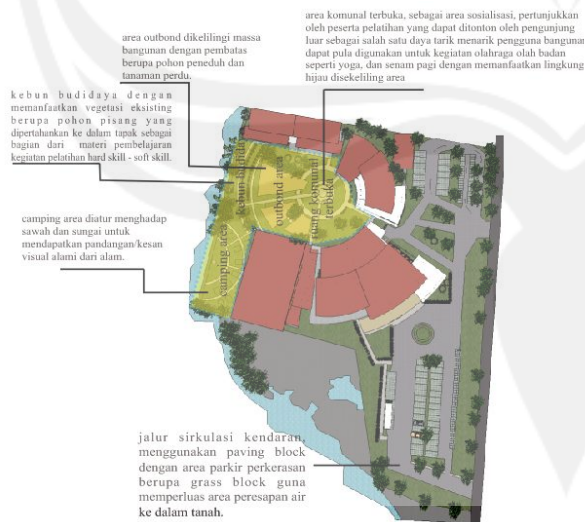 area komunal terbuka, sebagai area sosialisasi, pertunjukkan
oleh peserta pelatihan yang dapat ditonton oleh pengunjung
luar sebagai salah satu daya tarik menarik pengguna bangunan
dapat pula digunakan untuk kegiatan olahraga olah badan
seperti yoga, dan senam pagi dengan memanfaatkan lingkung
hijau disekeliling area
area outbond dikelilingi massa
bangunan dengan pembatas
berupa pohon peneduh dan
tanaman perdu.
kebun budidaya dengan
memanfaatkan vegetasi eksisting
berupa pohon pisang yang
dipertahankan ke dalam tapak sebagai
bagian dari materi pembelajaran
kegiatan pelatihan hard skill - soft skill.
camping area diatur menghadap
sawah dan sungai untuk
mendapatkan pandangan/kesan
visual alami dari alam.
camping area
kebun budidaya
outbond area
ruang komunal
terbuka
jalur sirkulasi kendaran,
menggunakan paving block
dengan area parkir perkerasan
berupa grass block guna
memperluas area peresapan air
ke dalam tanah.